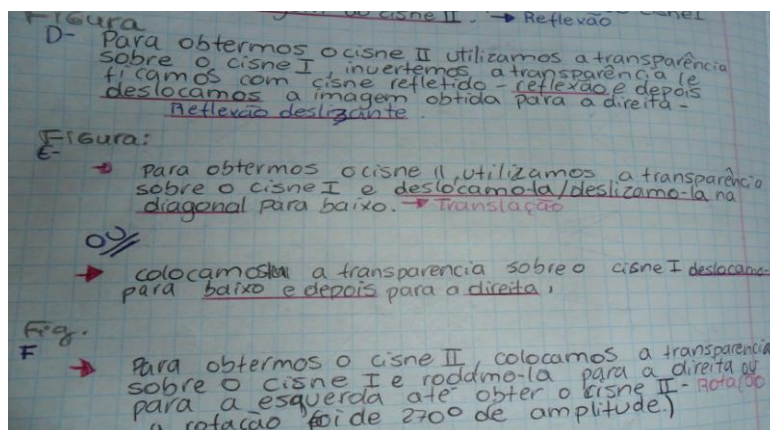 cisne II. → Reflexão
Figura
D- Para obtermos o cisne II utilizamos a transparência
sobre o cisne I, invertemos a transparência (e
ficamos com cisne refletido - reflexão e depois
deslocamos a imagem obtida para a direita -
Reflexão deslizante.
Figura:
E-
→ Para obtermos o cisne II, utilizamos a transparência
sobre o cisne I e deslocamo-la/deslizamo-la na
diagonal para baixo. → Translação
OU//
→ colocamos a transparencia sobre o cisne I deslocamo-
para baixo e depois para a direita,
Fig.
F
→ Para obtermos o cisne II, colocamos a transparencia
sobre o cisne I e rodámo-la para a direita ou
para a esquerda até obter o cisne II - Rotação
a rotação foi de 270º de amplitude.)